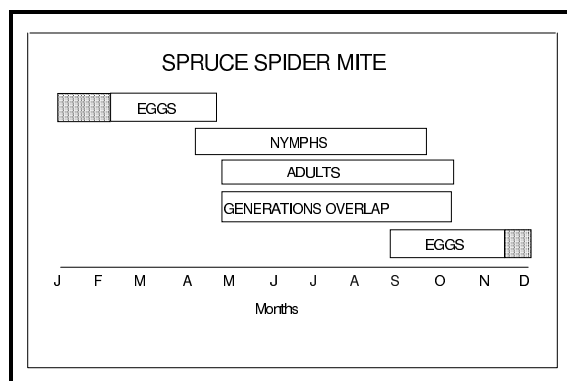 SPRUCE SPIDER MITE
EGGS
NYMPHS
ADULTS
GENERATIONS OVERLAP
EGGS
J F M A M J J A S O N D
Months